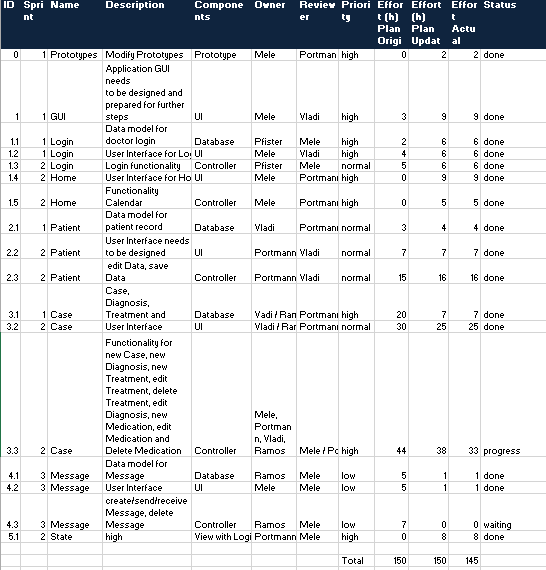 ID Sprint Name Description Components Owner Reviewer Priority Effort (h) Plan Origi Effort (h) Plan Updat Effort Actual Status
0 1 Prototypes Modify Prototypes Prototype Mele Portman high 0 2 2 done
Application GUI
needs
to be designed and
prepared for further
1 1 GUI steps UI Mele Vladi high 3 9 9 done
Data model for
1.1 1 Login doctor login Database Pfister Mele high 2 6 6 done
1.2 1 Login User Interface for Lo UI Mele Vladi high 4 6 6 done
1.3 2 Login Login functionality Controller Pfister Mele normal 5 6 6 done
1.4 2 Home User Interface for Ho UI Mele Portman high 0 9 9 done
Functionality
1.5 2 Home Calendar Controller Mele Portman high 0 5 5 done
Data model for
2.1 1 Patient patient record Database Vladi Portman normal 3 4 4 done
User Interface needs
2.2 2 Patient to be designed UI Portmann Vladi normal 7 7 7 done
edit Data, save
2.3 2 Patient Data Controller Portmann Vladi normal 15 16 16 done
Case,
Diagnosis,
3.1 1 Case Treatment and Database Vadi / Ran Portman high 20 7 7 done
3.2 2 Case User Interface UI Vladi / Rar Portman normal 30 25 25 done
Functionality for
new Case, new
Diagnosis, new
Treatment, edit
Treatment, delete
Treatment, edit
Diagnosis, new Mele,
Medication, edit Portman
Medication and n, Vladi,
3.3 2 Case Delete Medication Controller Ramos Mele / Po high 44 38 33 progress
Data model for
4.1 3 Message Message Database Ramos Mele low 5 1 1 done
4.2 3 Message User Interface UI Mele Mele low 5 1 1 done
create/send/receive
Message, delete
4.3 3 Message Message Controller Ramos Mele low 7 0 0 waiting
5.1 2 State high View with Logi Portmann Mele high 0 8 8 done
Total 150 150 145